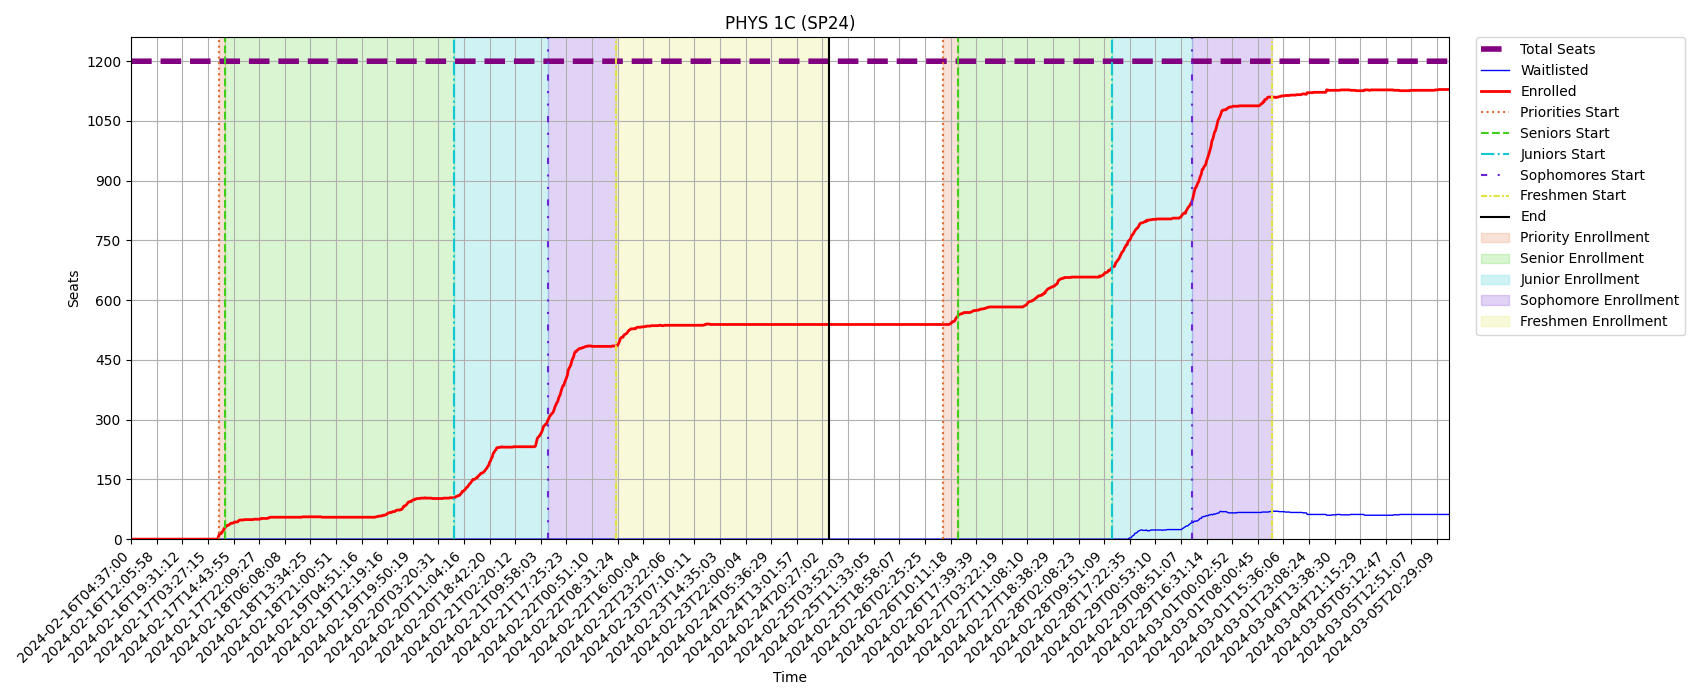 PHYS 1C (SP24)
Seats
1200
1050
900
750
600
450
300
150
0
2024-02-16T04:37:00
2024-02-16T12:05:58
2024-02-16T19:31:12
2024-02-17T03:27:15
2024-02-17T14:43:55
2024-02-17T22:09:27
2024-02-18T06:08:08
2024-02-18T13:34:25
2024-02-18T21:00:51
2024-02-19T04:51:16
2024-02-19T12:19:16
2024-02-19T19:50:19
2024-02-20T03:20:31
2024-02-20T11:04:16
2024-02-20T18:42:20
2024-02-21T02:20:12
2024-02-21T09:58:03
2024-02-21T17:25:23
2024-02-22T00:51:10
2024-02-22T08:31:24
2024-02-22T16:00:04
2024-02-22T23:22:06
2024-02-23T07:10:11
2024-02-23T14:35:03
2024-02-23T22:00:04
2024-02-24T05:36:29
2024-02-24T13:01:57
2024-02-24T20:27:02
2024-02-25T03:52:03
2024-02-25T11:33:05
2024-02-25T18:58:07
2024-02-26T02:25:25
2024-02-26T10:11:18
2024-02-26T17:39:39
2024-02-27T03:22:19
2024-02-27T11:08:10
2024-02-27T18:38:29
2024-02-28T02:08:23
2024-02-28T09:51:09
2024-02-28T17:22:35
2024-02-29T00:53:10
2024-02-29T08:51:07
2024-02-29T16:31:14
2024-03-01T00:02:52
2024-03-01T08:00:45
2024-03-01T15:36:06
2024-03-01T23:08:24
2024-03-04T13:38:30
2024-03-04T21:15:29
2024-03-05T05:12:47
2024-03-05T12:51:07
2024-03-05T20:29:09
Time
Total Seats
Waitlisted
Enrolled
Priorities Start
Seniors Start
Juniors Start
Sophomores Start
Freshmen Start
End
Priority Enrollment
Senior Enrollment
Junior Enrollment
Sophomore Enrollment
Freshmen Enrollment